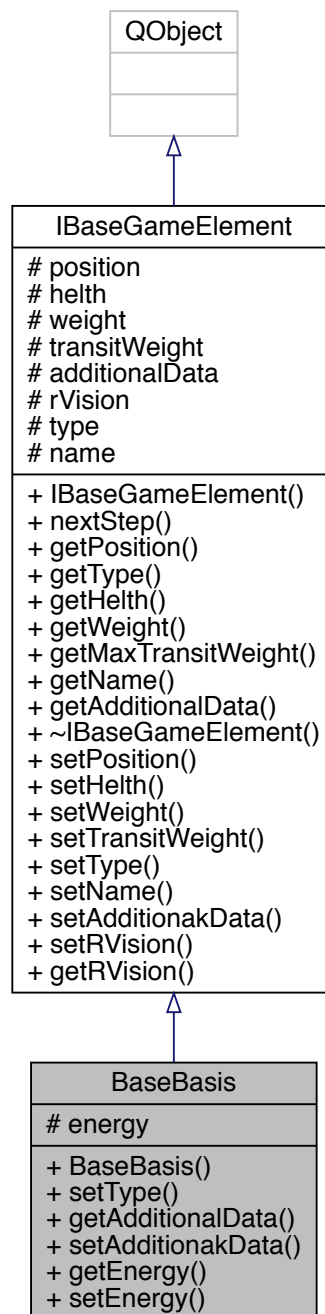 QObject
IBaseGameElement
# position
# helth
# weight
# transitWeight
# additionalData
# rVision
# type
# name
+ IBaseGameElement()
+ nextStep()
+ getPosition()
+ getType()
+ getHelth()
+ getWeight()
+ getMaxTransitWeight()
+ getName()
+ getAdditionalData()
+ ~IBaseGameElement()
+ setPosition()
+ setHelth()
+ setWeight()
+ setTransitWeight()
+ setType()
+ setName()
+ setAdditionakData()
+ setRVision()
+ getRVision()
BaseBasis
# energy
+ BaseBasis()
+ setType()
+ getAdditionalData()
+ setAdditionakData()
+ getEnergy()
+ setEnergy()